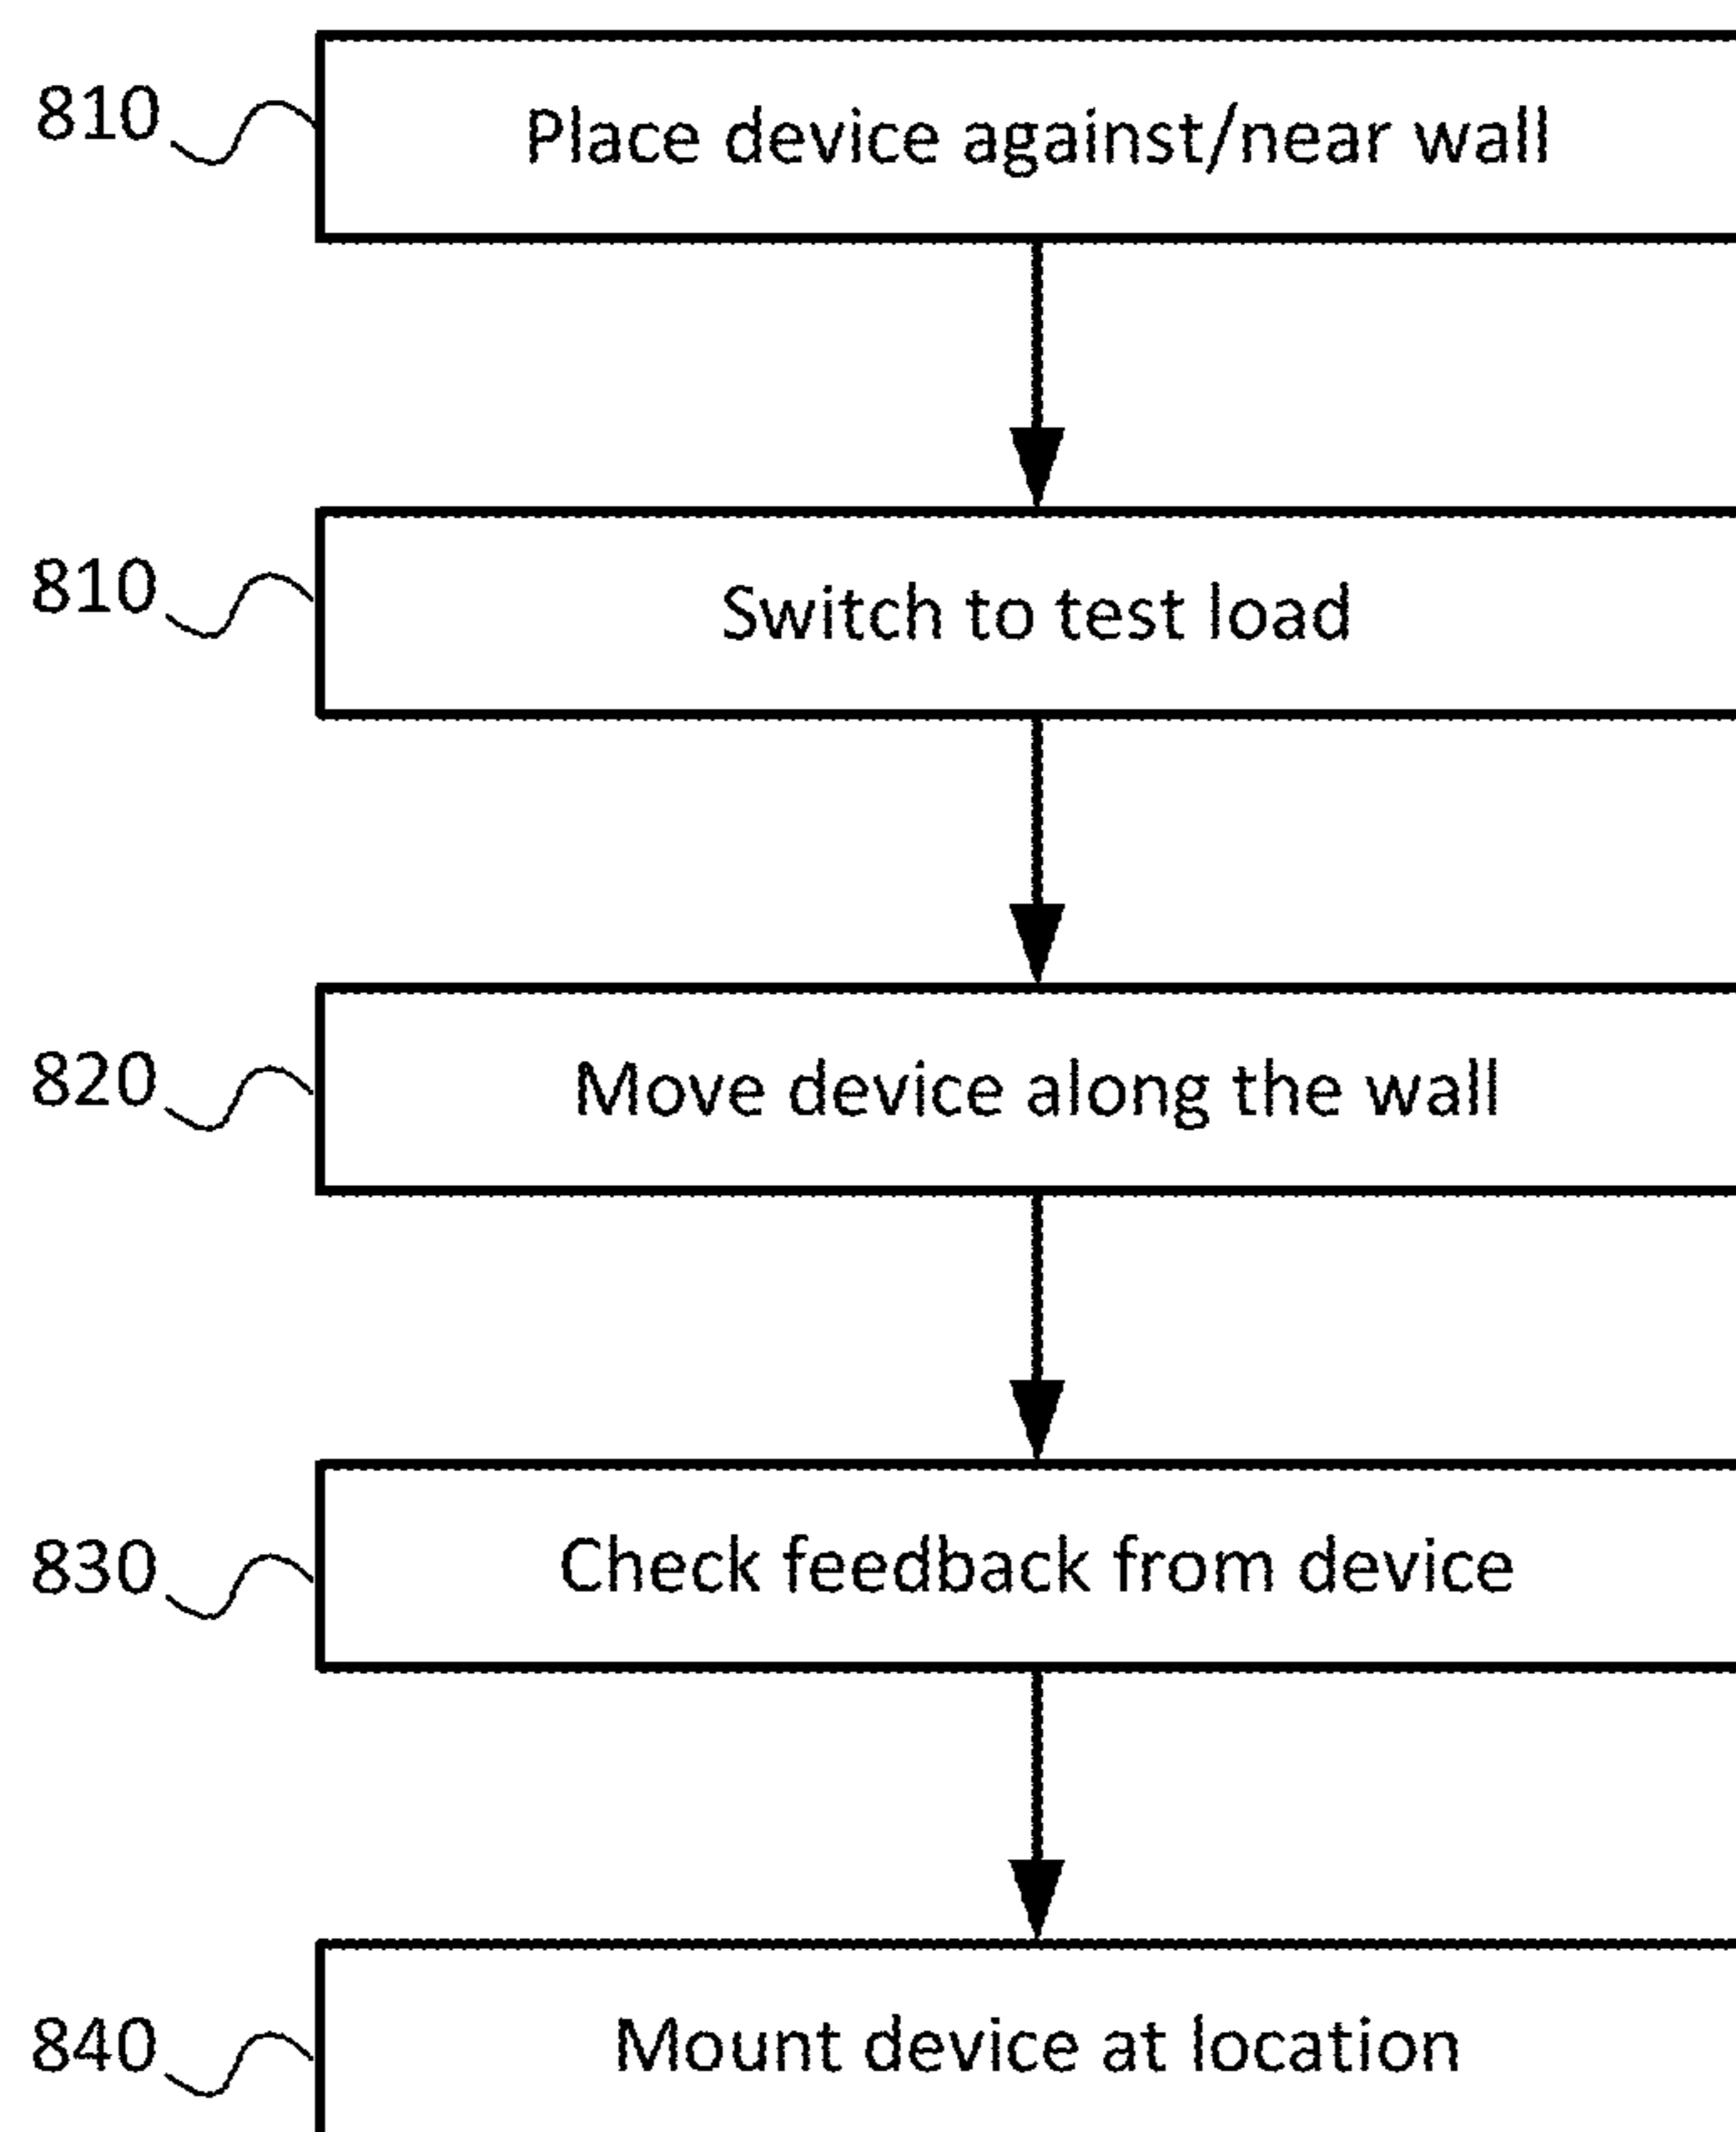 810 Place device against/near wall
810 Switch to test load
820 Move device along the wall
830 Check feedback from device
840 Mount device at location